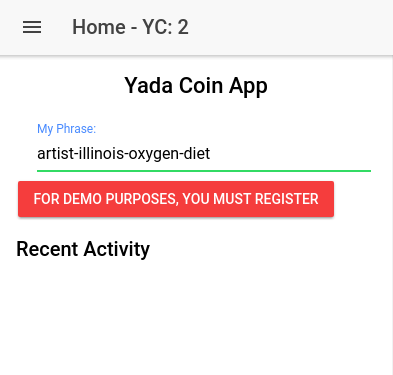 Home - YC: 2
Yada Coin App
My Phrase:
artist-illinois-oxygen-diet
FOR DEMO PURPOSES, YOU MUST REGISTER
Recent Activity